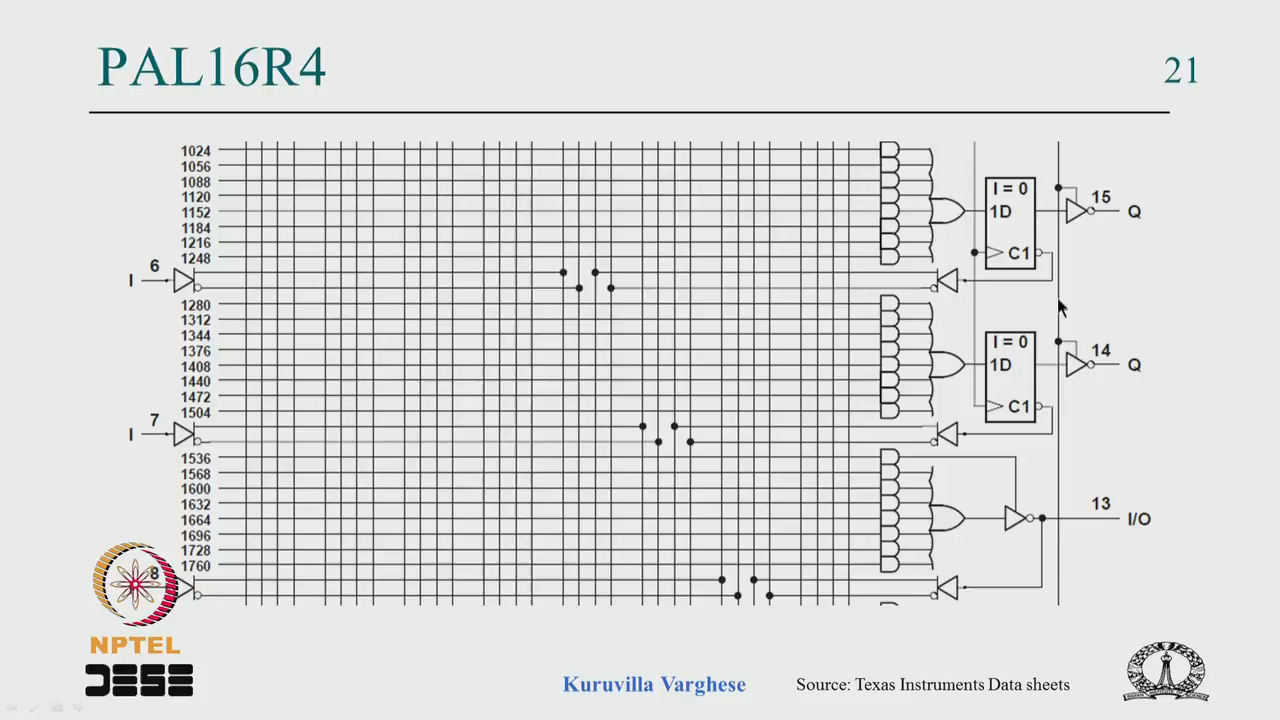 PAL16R4
21
1024
1056
1088
1120
1152
1184
1216
1248
I 6
I = 0
1D
C1
15
Q
1280
1312
1344
1376
1408
1440
1472
1504
I 7
I = 0
1D
C1
14
Q
1536
1568
1600
1632
1664
1696
1728
1760
8
13
I/O
NPTEL
DESE
Kuruvilla Varghese
Source: Texas Instruments Data sheets